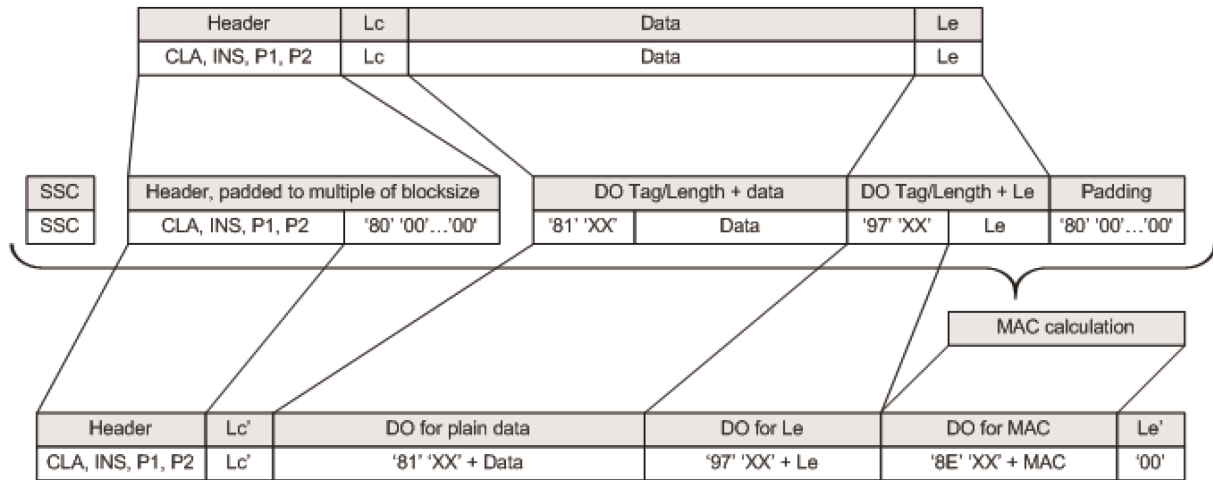 Header Lc Data Le
CLA, INS, P1, P2 Lc Data Le
SSC Header, padded to multiple of blocksize DO Tag/Length + data DO Tag/Length + Le Padding
SSC CLA, INS, P1, P2 '80' '00'...'00' '81' 'XX' Data '97' 'XX' Le '80' '00'...'00'
MAC calculation
Header Lc' DO for plain data DO for Le DO for MAC Le'
CLA, INS, P1, P2 Lc' '81' 'XX' + Data '97' 'XX' + Le '8E' 'XX' + MAC '00'